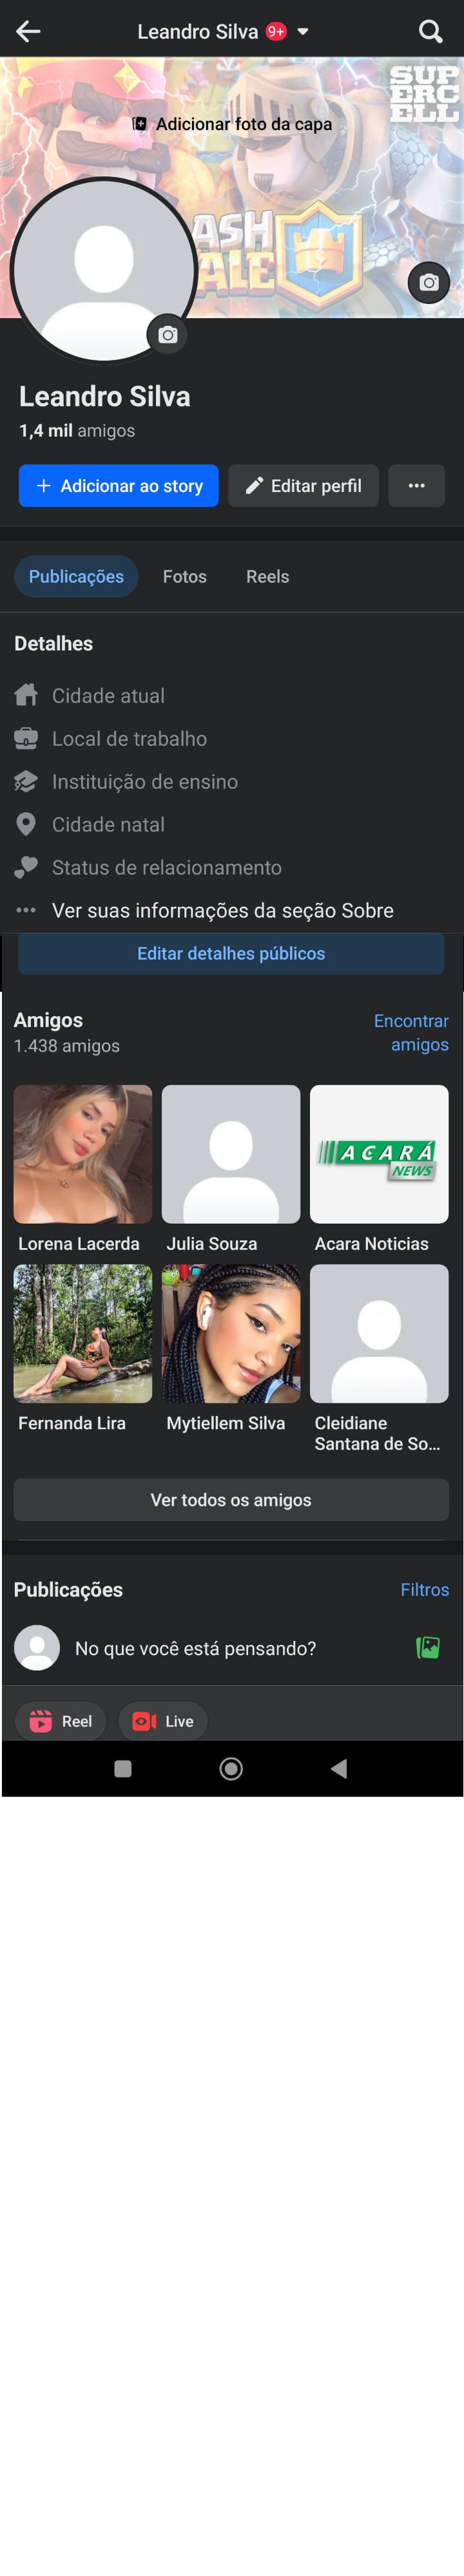 Leandro Silva 9+
SUP
ERC
ELL
Adicionar foto da capa
ASH
ALE
Leandro Silva
1,4 mil amigos
+ Adicionar ao story
Editar perfil
Publicações Fotos Reels
Detalhes
Cidade atual
Local de trabalho
Instituição de ensino
Cidade natal
Status de relacionamento
Ver suas informações da seção Sobre
Editar detalhes públicos
Amigos
1.438 amigos
Encontrar
amigos
ACARÁ
NEWS
Lorena Lacerda
Julia Souza
Acara Noticias
Fernanda Lira
Mytiellem Silva
Cleidiane
Santana de So...
Ver todos os amigos
Publicações
Filtros
No que você está pensando?
Reel
Live